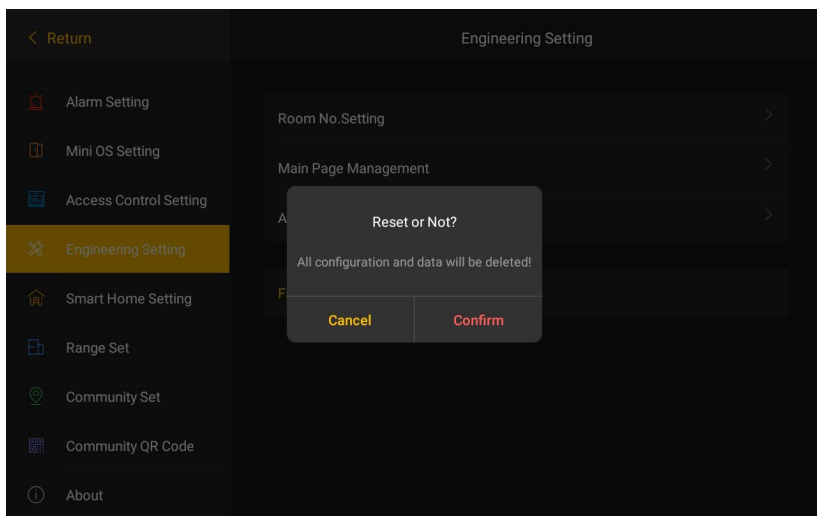 Return
Engineering Setting
Alarm Setting
Mini OS Setting
Access Control Setting
Engineering Setting
Smart Home Setting
Range Set
Community Set
Community QR Code
About
Room No.Setting
Main Page Management
Reset or Not?
All configuration and data will be deleted!
Cancel
Confirm